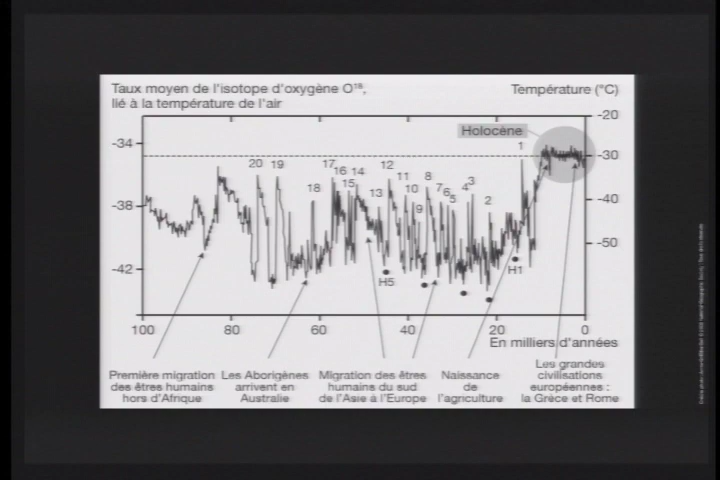 Taux moyen de l'isotope d'oxygène O¹⁸,
lié à la température de l'air
Température (°C)
-20
Holocène
-34
1
-30
20 19
17
16
14
12
8
15
11
18
13
10
7
6
5
4
3
2
9
-38
-40
-50
-42
H5
H1
100
80
60
40
20
0
En milliers d'années
Première migration
des êtres humains
hors d'Afrique
Les Aborigènes
arrivent en
Australie
Migration des êtres
humains du sud
de l'Asie à l'Europe
Naissance
de
l'agriculture
Les grandes
civilisations
européennes :
la Grèce et Rome